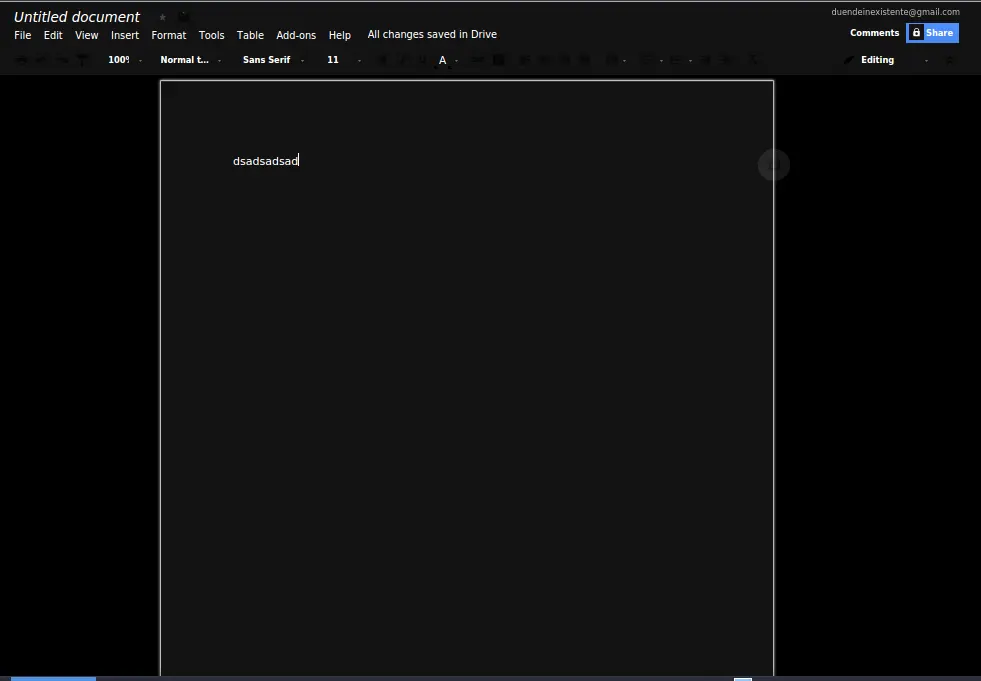 Untitled document
duendeinexistente@gmail.com
File Edit View Insert Format Tools Table Add-ons Help All changes saved in Drive
Comments Share
100% Normal t... Sans Serif 11 A Editing
dsadsadsad